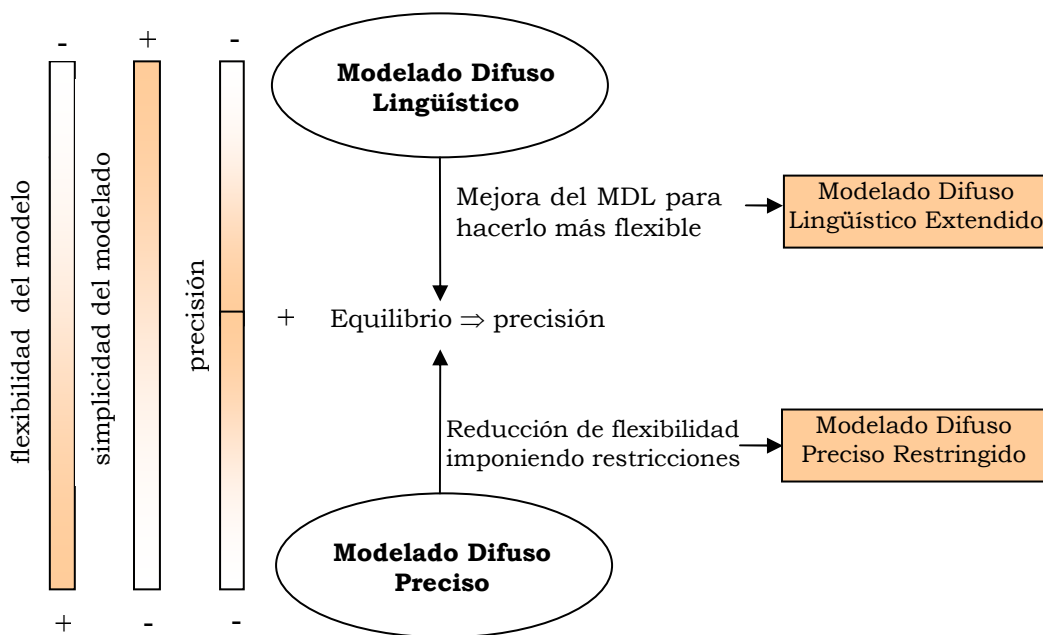 - + -
flexibilidad del modelo
simplicidad del modelado
precisión
Modelado Difuso
Lingüístico
Mejora del MDL para
hacerlo más flexible
Modelado Difuso
Lingüístico Extendido
+ Equilibrio ⇒ precisión
Reducción de flexibilidad
imponiendo restricciones
Modelado Difuso
Preciso Restringido
Modelado Difuso
Preciso
+ - -